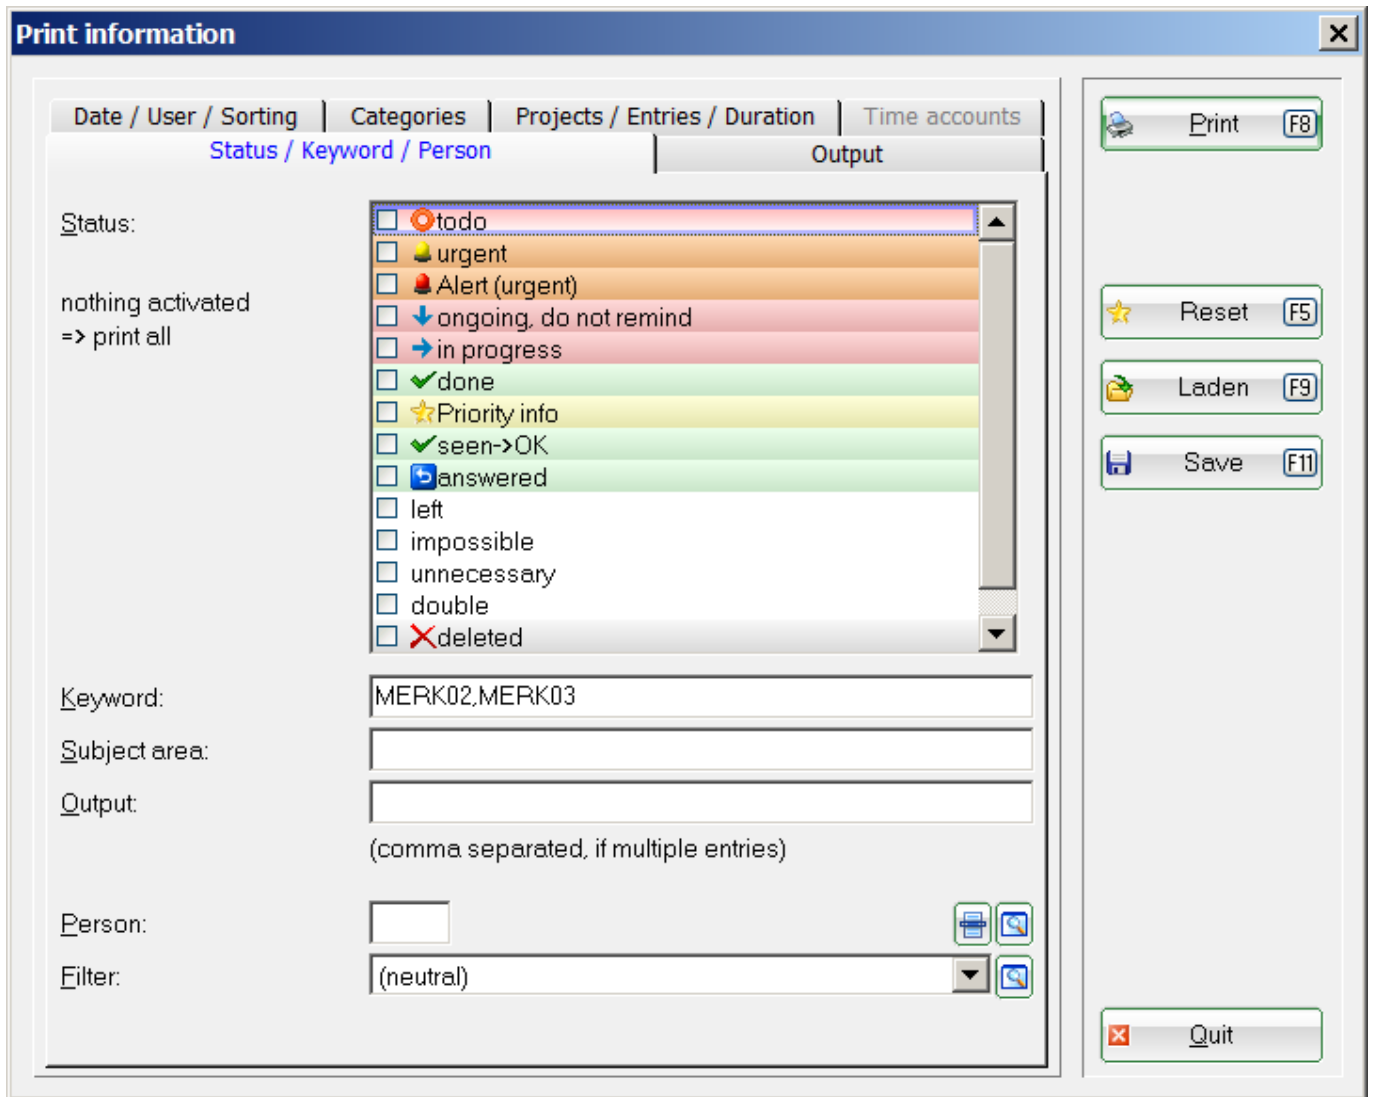 Print information
Date / User / Sorting
Categories
Projects / Entries / Duration
Time accounts
Status / Keyword / Person
Output
Status:
nothing activated
=> print all
todo
urgent
Alert (urgent)
ongoing, do not remind
in progress
done
Priority info
seen->OK
answered
left
impossible
unnecessary
double
deleted
Keyword: MERK02,MERK03
Subject area:
Output:
(comma separated, if multiple entries)
Person:
Filter: (neutral)
Print F8
Reset F5
Laden F9
Save F11
Quit